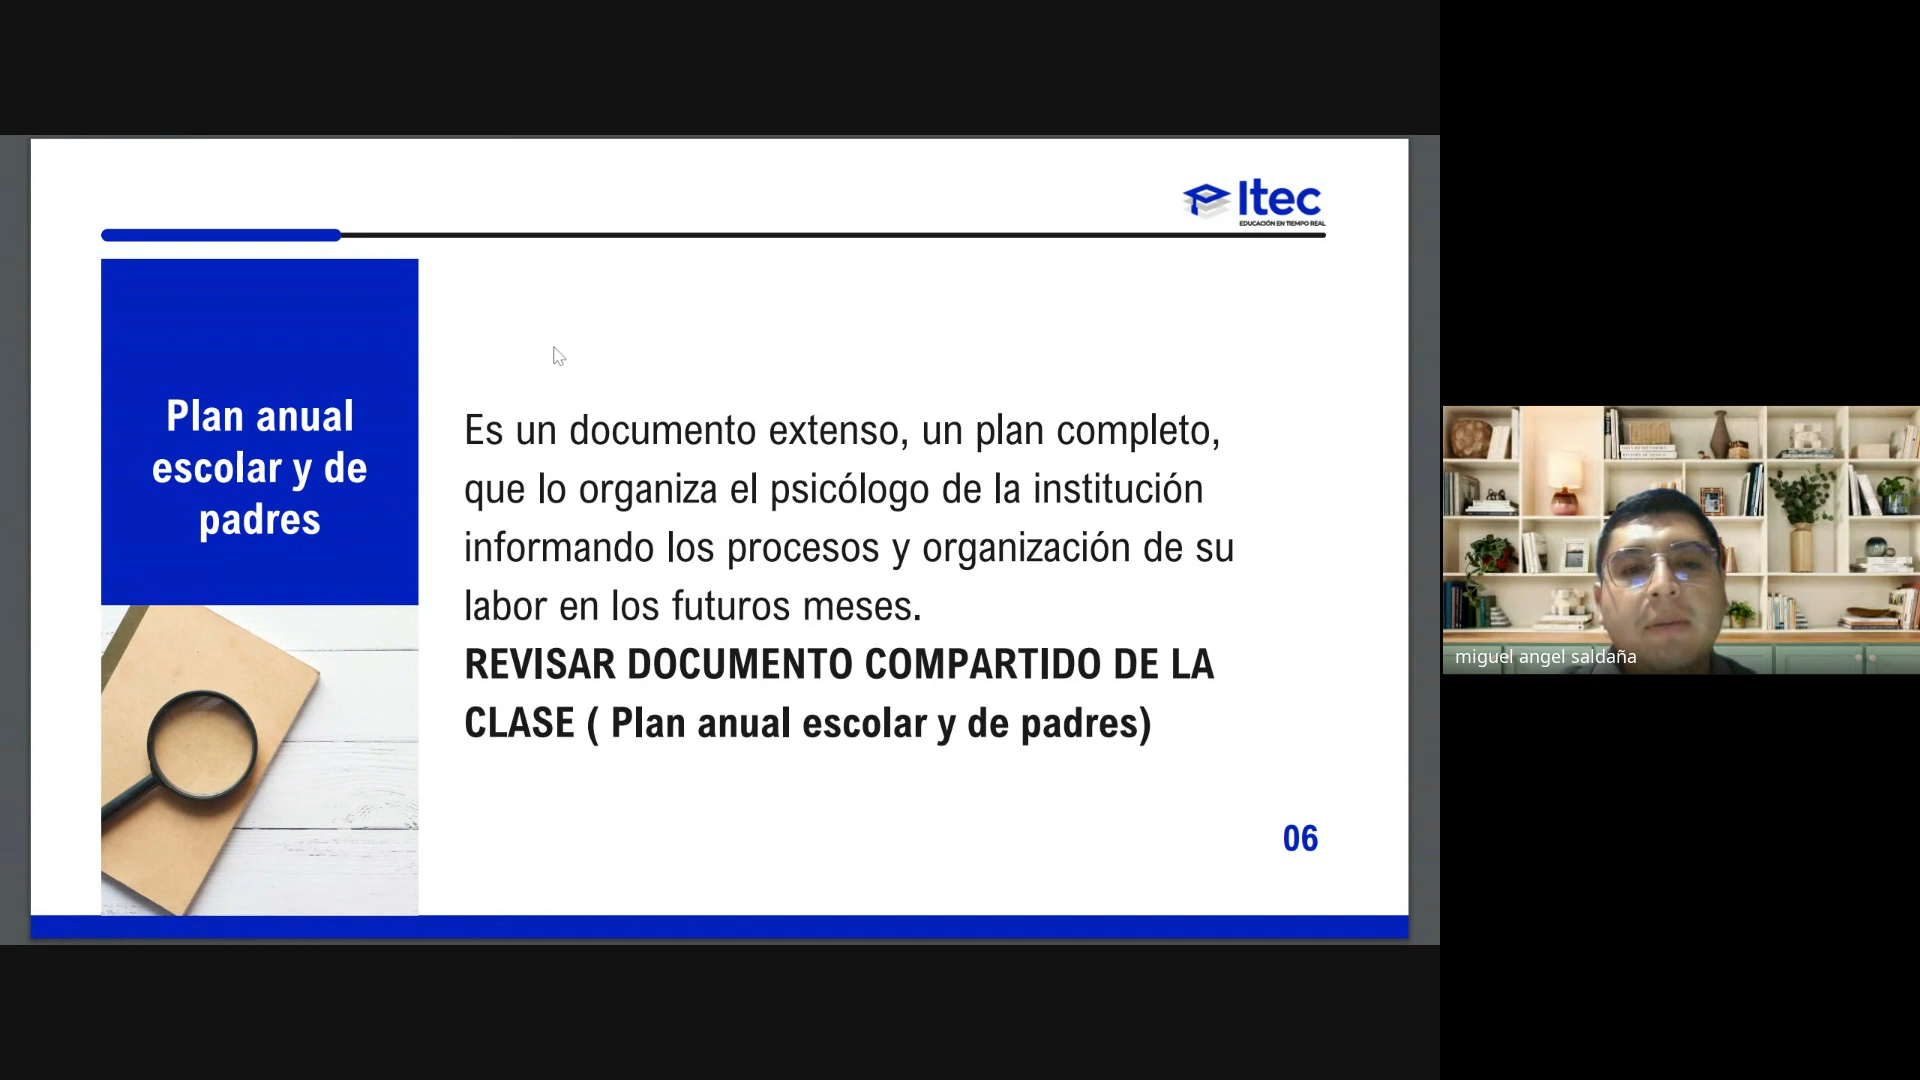 Itec
EDUCACIÓN EN TIEMPO REAL
Plan anual
escolar y de
padres
Es un documento extenso, un plan completo,
que lo organiza el psicólogo de la institución
informando los procesos y organización de su
labor en los futuros meses.
REVISAR DOCUMENTO COMPARTIDO DE LA
CLASE ( Plan anual escolar y de padres)
06
miguel angel saldaña